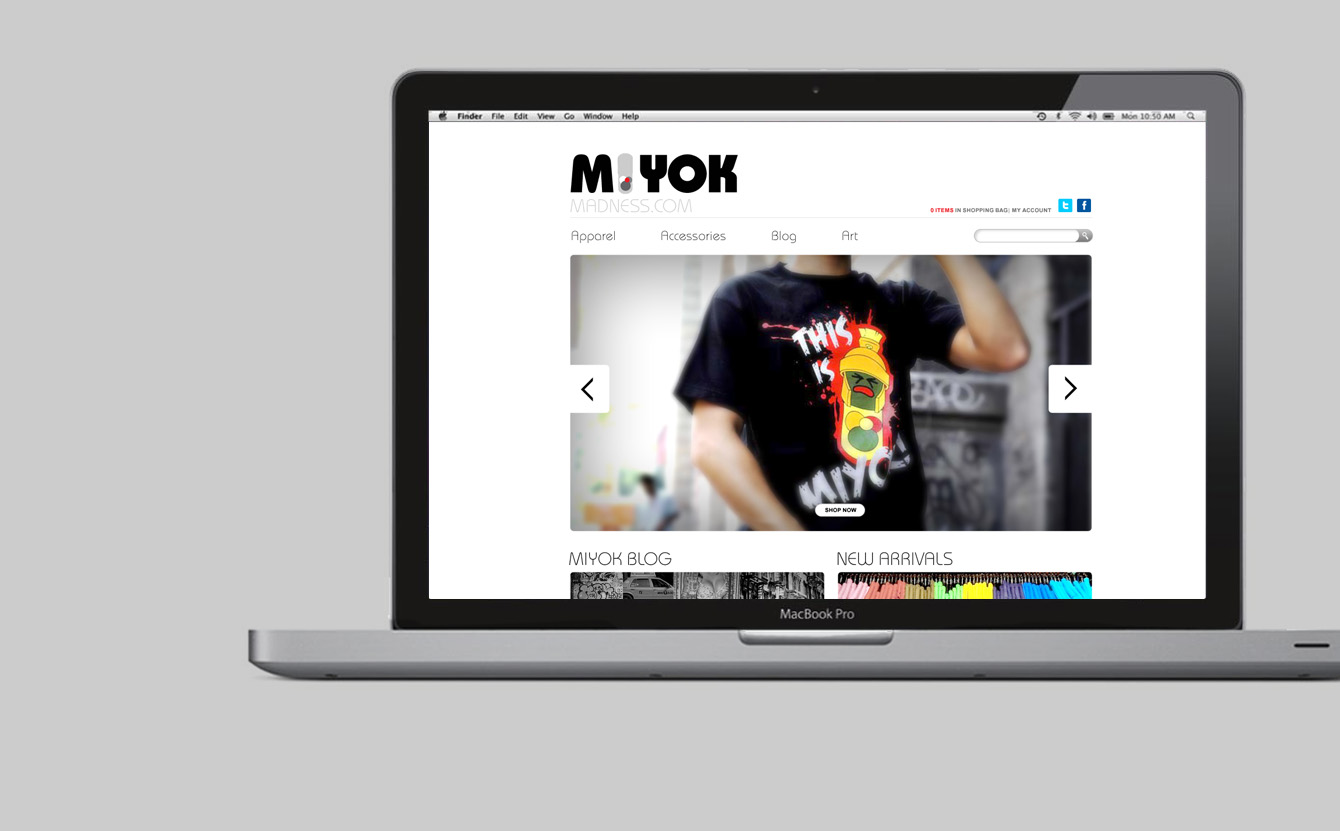 Finder File Edit View Go Window Help Mon 10:50 AM
M!YOK
MADNESS.COM
0 ITEMS IN SHOPPING BAG| MY ACCOUNT
t f
Apparel Accessories Blog Art
THIS
IS
MIYOK
SHOP NOW
MIYOK BLOG NEW ARRIVALS
MacBook Pro